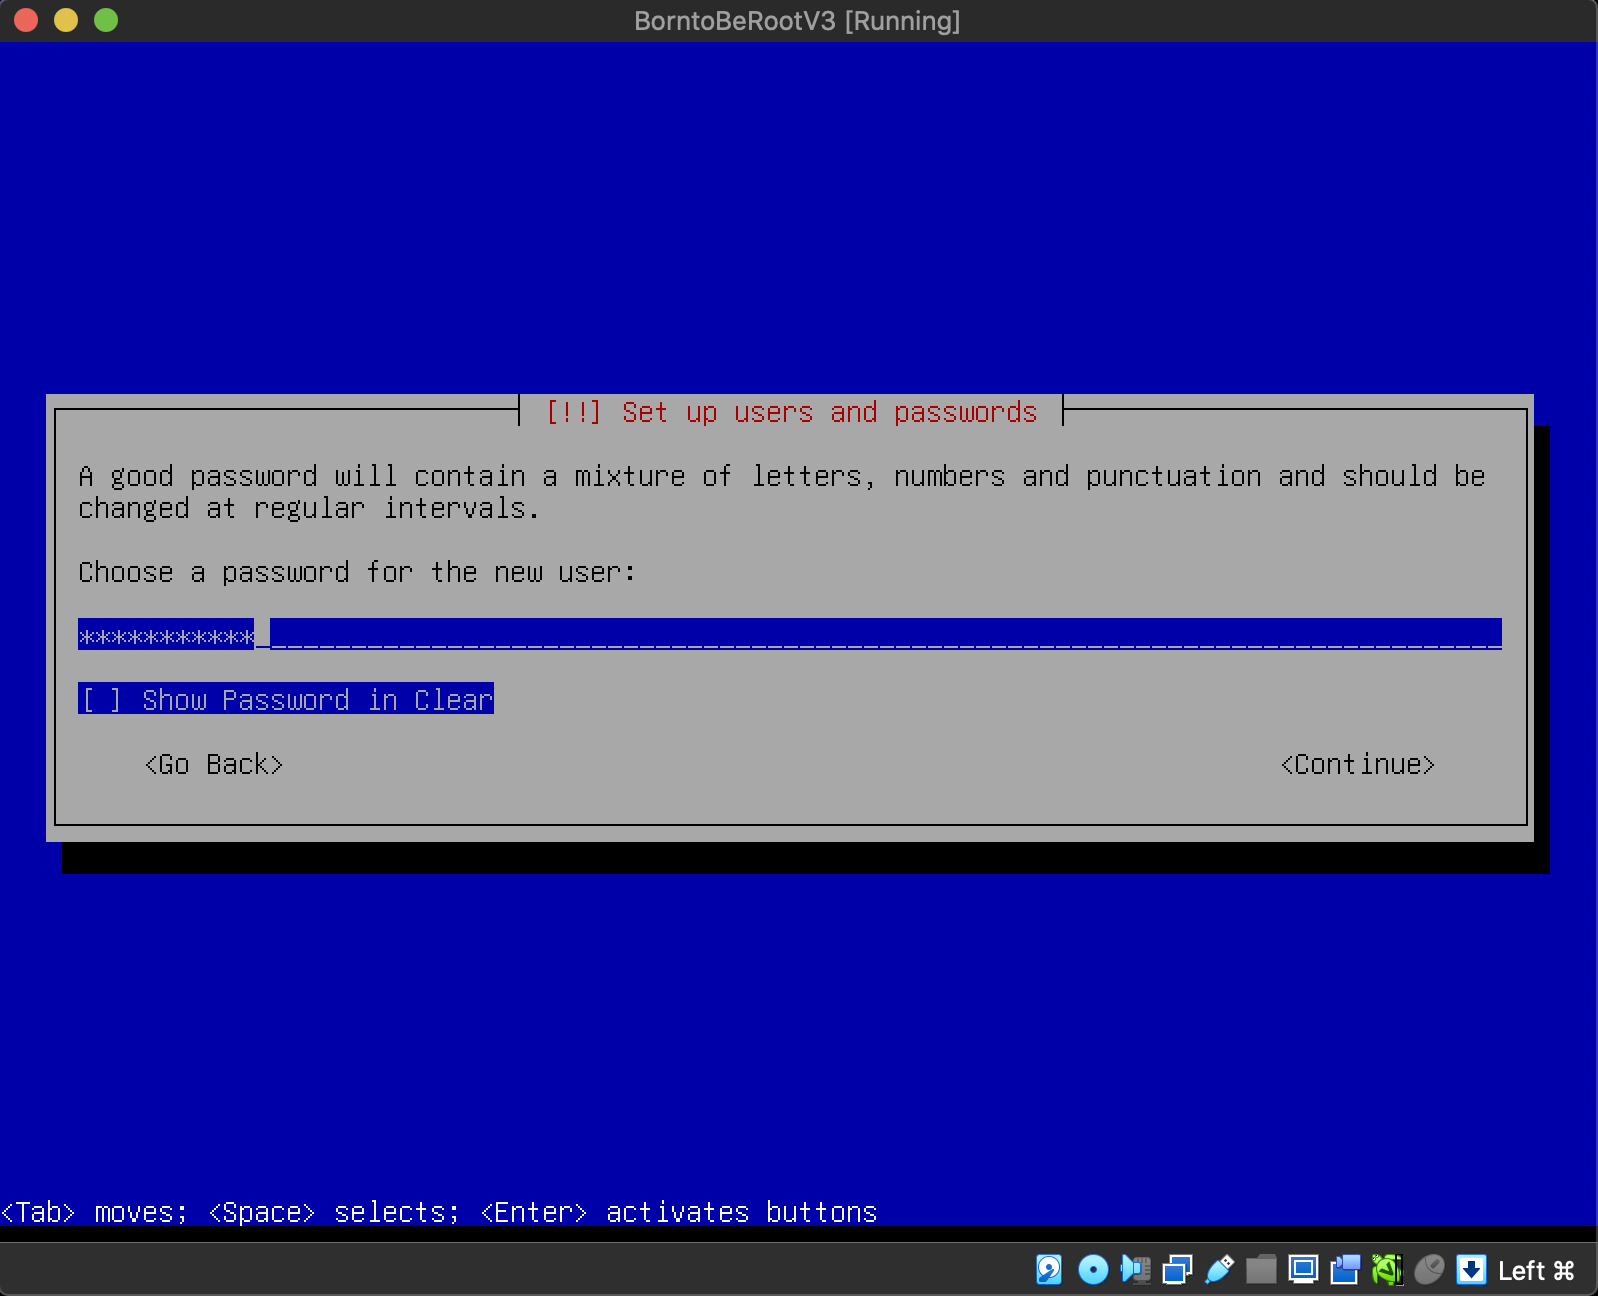 BorntoBeRootV3 [Running]
[!!] Set up users and passwords
A good password will contain a mixture of letters, numbers and punctuation and should be
changed at regular intervals.
Choose a password for the new user:
***********
[ ] Show Password in Clear
<Go Back>
<Continue>
<Tab> moves; <Space> selects; <Enter> activates buttons
Left ⌘